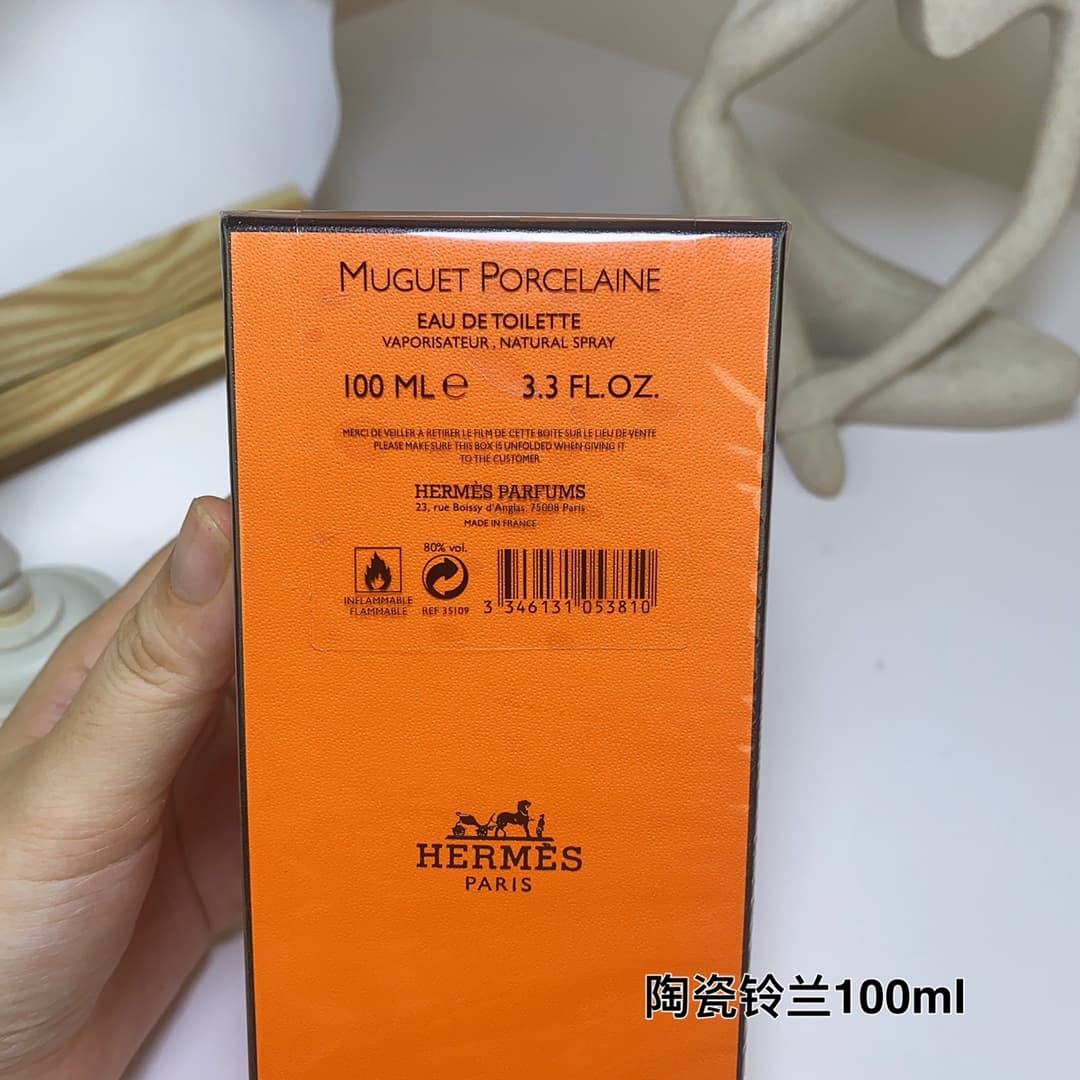 MUGUET PORCELAINE
EAU DE TOILETTE
VAPORISATEUR, NATURAL SPRAY
100 ML ℮ 3.3 FL.OZ.
MERCI DE VEILLER A RETIRER LE FILM DE CETTE BOITE SUR LE LIEU DE VENTE
PLEASE MAKE SURE THIS BOX IS UNFOLDED WHEN GIVING IT
TO THE CUSTOMER
HERMÈS PARFUMS
23, rue Boissy d'Anglas 75008 Paris
MADE IN FRANCE
80% vol.
INFLAMMABLE
FLAMMABLE
REF 35109
3 346131 053810
HERMÈS
PARIS
陶瓷铃兰100ml